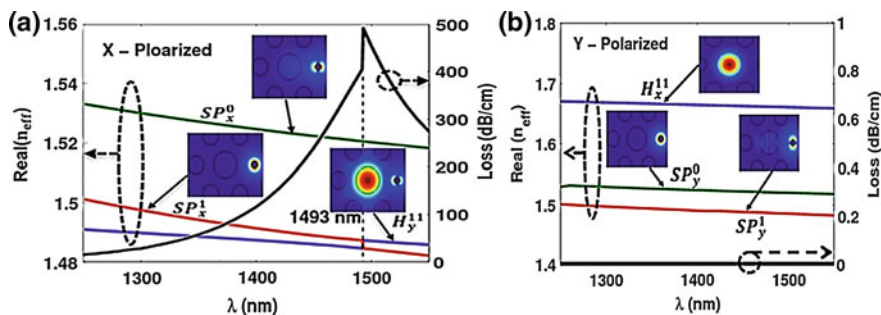 (a)
X – Ploarized
Real(n_eff)
1.56
1.54
1.52
1.5
1.48
SP_x^0
SP_x^1
H_y^11
1493 nm
500
400
300
200
100
0
Loss (dB/cm)
1300
1400
1500
λ (nm)
(b)
Y - Polarized
Real (n_eff)
1.8
1.7
1.6
1.5
1.4
H_x^11
SP_y^0
SP_y^1
1
0.8
0.6
0.4
0.2
0
Loss (dB/cm)
1300
1400
1500
λ (nm)